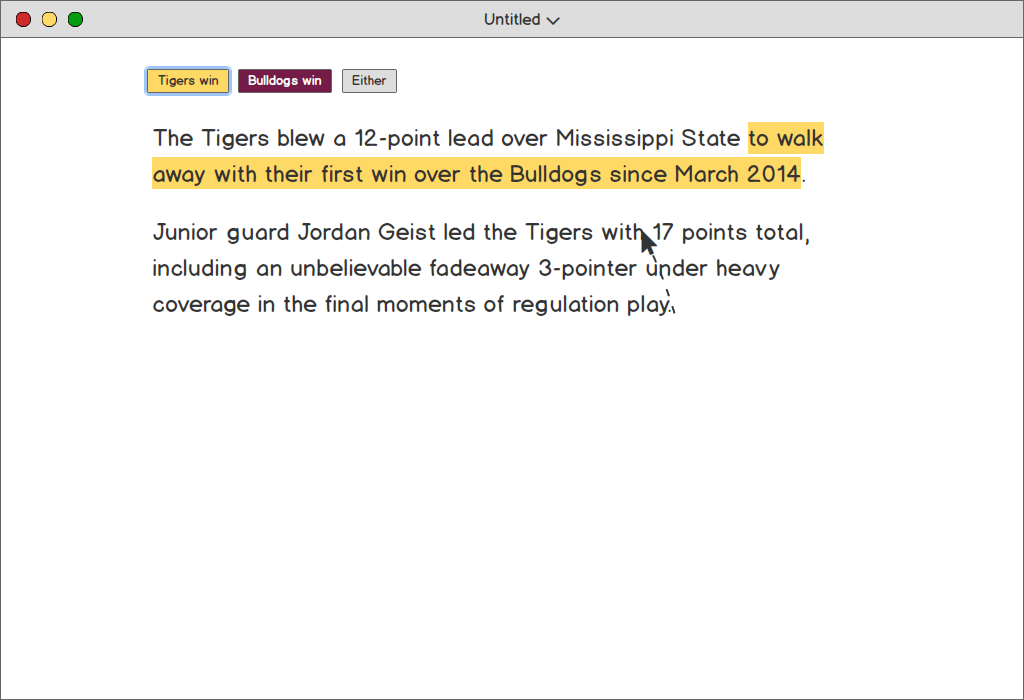 Untitled
Tigers win Bulldogs win Either
The Tigers blew a 12-point lead over Mississippi State to walk
away with their first win over the Bulldogs since March 2014.
Junior guard Jordan Geist led the Tigers with 17 points total,
including an unbelievable fadeaway 3-pointer under heavy
coverage in the final moments of regulation play.